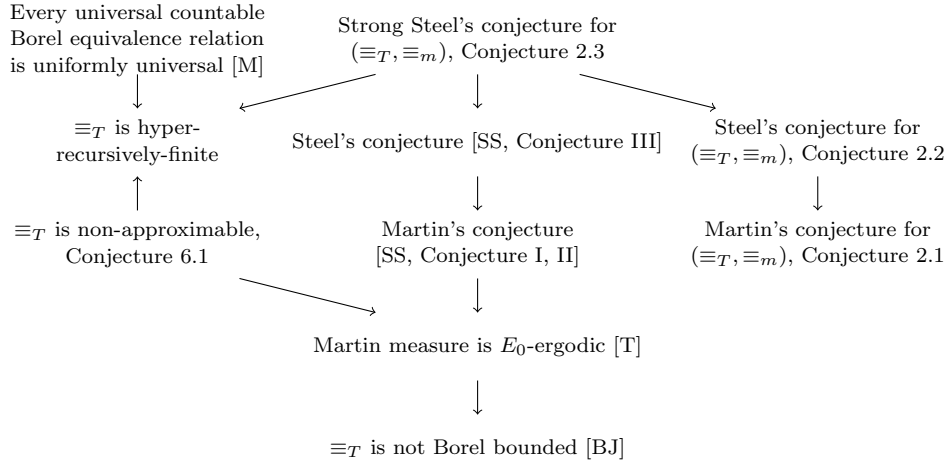 Every universal countable
Borel equivalence relation
is uniformly universal [M]
Strong Steel's conjecture for
(≡_T, ≡_m), Conjecture 2.3
≡_T is hyper-
recursively-finite
Steel's conjecture [SS, Conjecture III]
Steel's conjecture for
(≡_T, ≡_m), Conjecture 2.2
≡_T is non-approximable,
Conjecture 6.1
Martin's conjecture
[SS, Conjecture I, II]
Martin's conjecture for
(≡_T, ≡_m), Conjecture 2.1
Martin measure is E_0-ergodic [T]
≡_T is not Borel bounded [BJ]